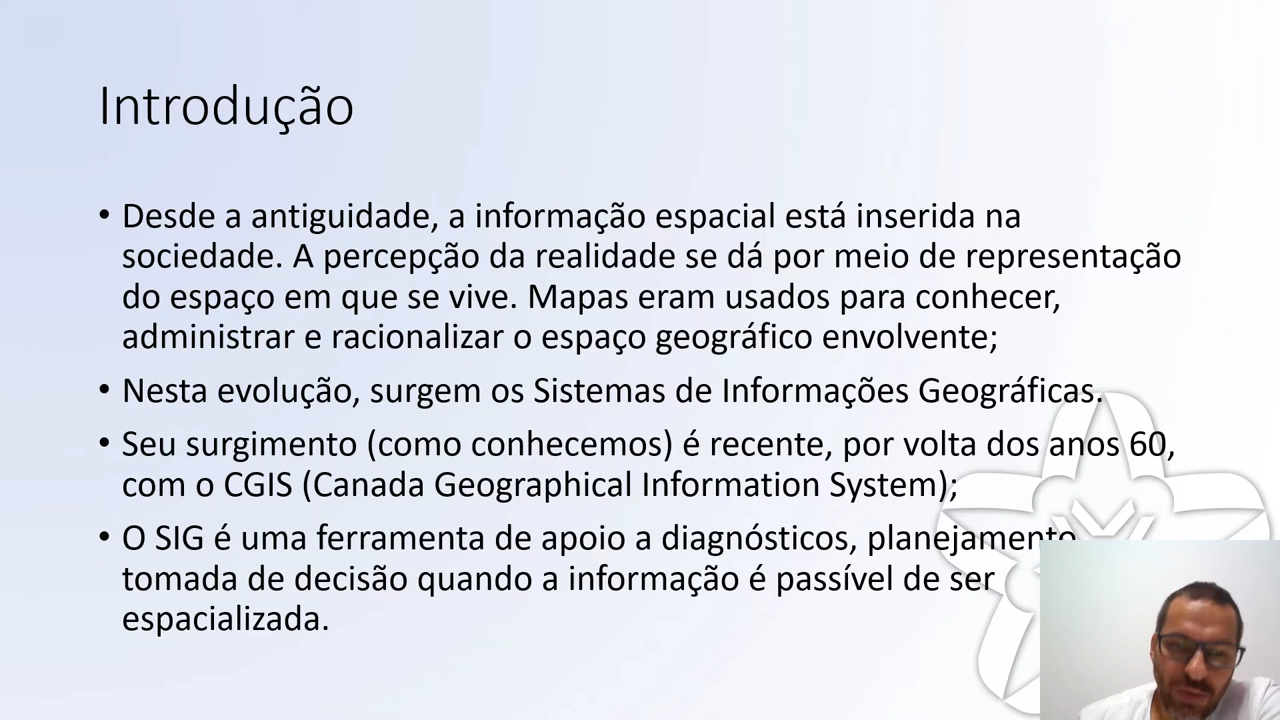 Introdução
• Desde a antiguidade, a informação espacial está inserida na
sociedade. A percepção da realidade se dá por meio de representação
do espaço em que se vive. Mapas eram usados para conhecer,
administrar e racionalizar o espaço geográfico envolvente;
• Nesta evolução, surgem os Sistemas de Informações Geográficas.
• Seu surgimento (como conhecemos) é recente, por volta dos anos 60,
com o CGIS (Canada Geographical Information System);
• O SIG é uma ferramenta de apoio a diagnósticos, planejamento
tomada de decisão quando a informação é passível de ser
espacializada.